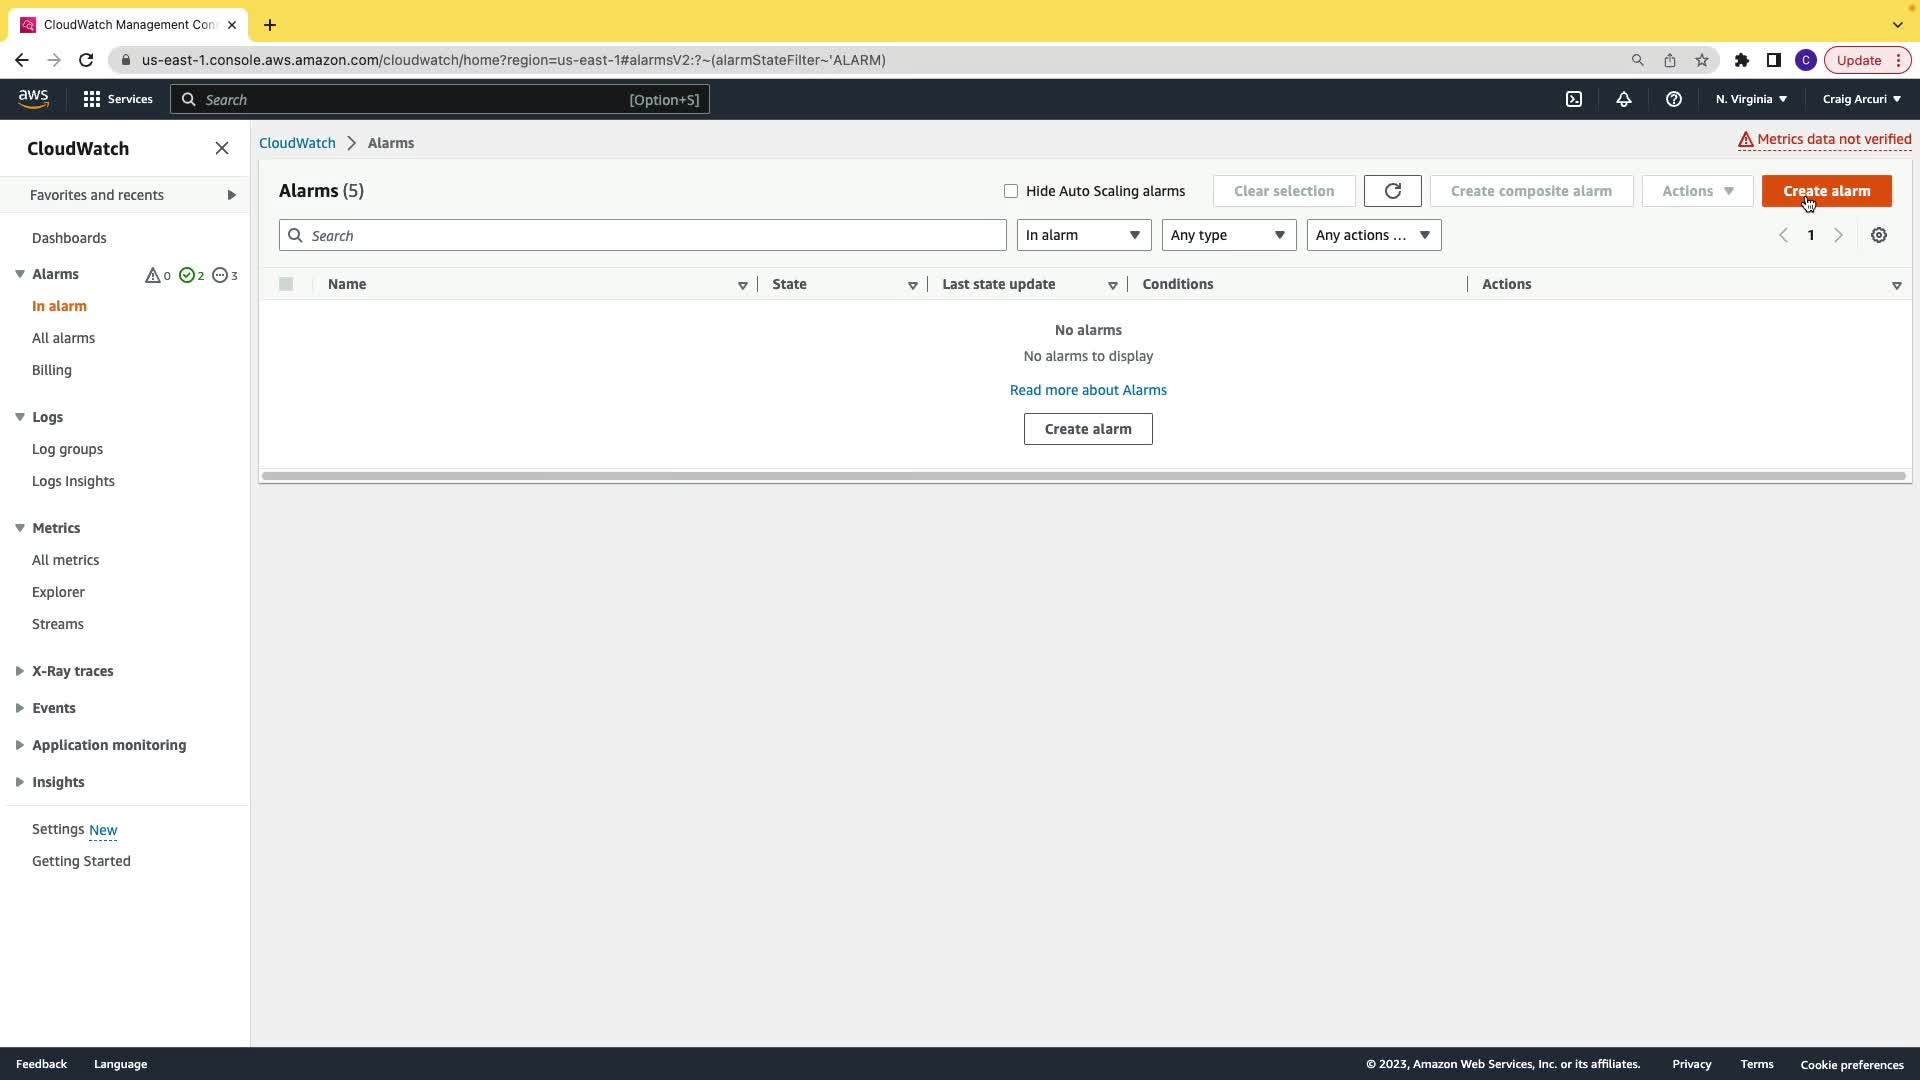 CloudWatch Management Con
us-east-1.console.aws.amazon.com/cloudwatch/home?region=us-east-1#alarmsV2:?~(alarmStateFilter~'ALARM)
C
Update
aws
Services
Search
[Option+S]
N. Virginia
Craig Arcuri
CloudWatch
Favorites and recents
Dashboards
Alarms 0 2 3
In alarm
All alarms
Billing
Logs
Log groups
Logs Insights
Metrics
All metrics
Explorer
Streams
X-Ray traces
Events
Application monitoring
Insights
Settings New
Getting Started
CloudWatch > Alarms
Metrics data not verified
Alarms (5)
Hide Auto Scaling alarms
Clear selection
Create composite alarm
Actions
Create alarm
Search
In alarm
Any type
Any actions ...
1
Name
State
Last state update
Conditions
Actions
No alarms
No alarms to display
Read more about Alarms
Create alarm
Feedback
Language
© 2023, Amazon Web Services, Inc. or its affiliates.
Privacy
Terms
Cookie preferences